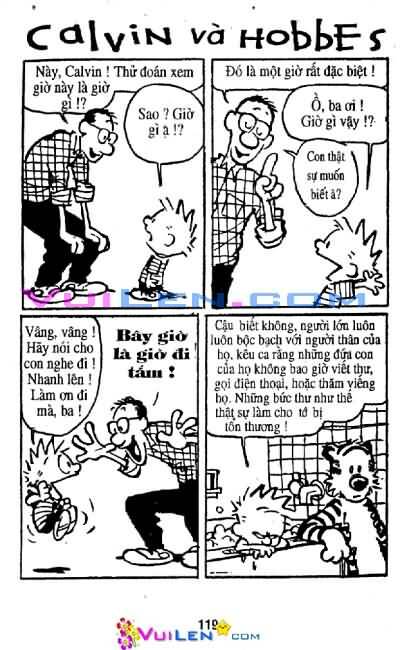 Calvin và Hobbes
Này, Calvin ! Thử đoán xem
giờ này là giờ
gì !?
Sao ? Giờ
gì ạ !?
Đó là một giờ rất đặc biệt !
Ồ, ba ơi !
Giờ gì vậy !?
Con thật
sự muốn
biết à?
VuiLen.com
Vâng, vâng !
Hãy nói cho
con nghe đi !
Nhanh lên !
Làm ơn đi
mà, ba !
Bây giờ
là giờ đi
tắm !
Cậu biết không, người lớn luôn
luôn bộc bạch với người thân của
họ, kêu ca rằng những đứa con
của họ không bao giờ viết thư,
gọi điện thoại, hoặc thăm viếng
họ. Những bức thư như thế
thật sự làm cho tớ bị
tổn thương !
119
VuiLen.com